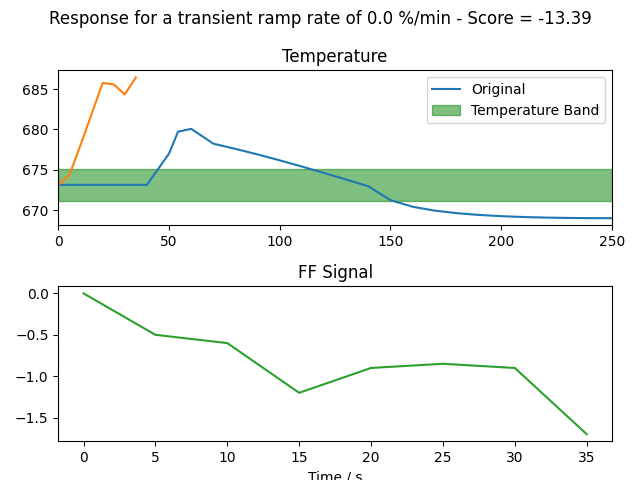 Response for a transient ramp rate of 0.0 %/min - Score = -13.39
Temperature
685
680
675
670
Original
Temperature Band
0 50 100 150 200 250
FF Signal
0.0
−0.5
−1.0
−1.5
0 5 10 15 20 25 30 35
Time / s